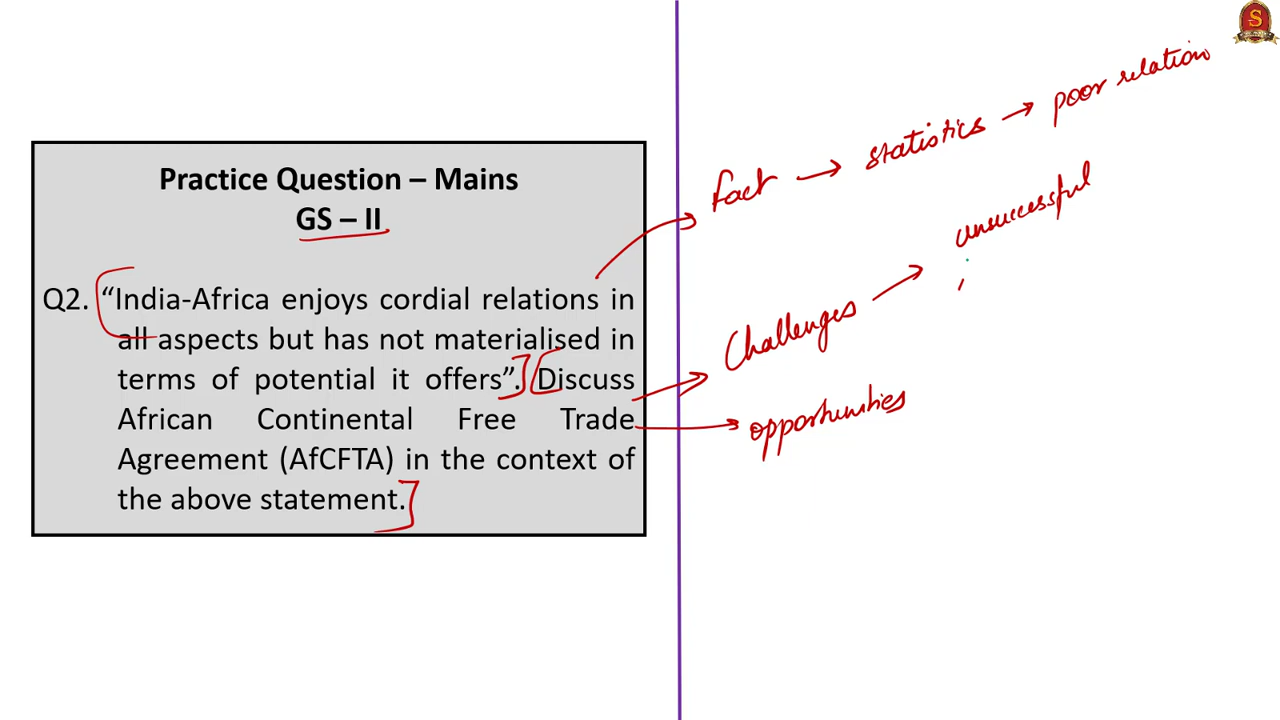 Practice Question – Mains
GS – II
Q2. “India-Africa enjoys cordial relations in
all aspects but has not materialised in
terms of potential it offers”. Discuss
African Continental Free Trade
Agreement (AfCFTA) in the context of
the above statement.
fact → statistics → poor relation
Challenges → unsuccessful
opportunities
S